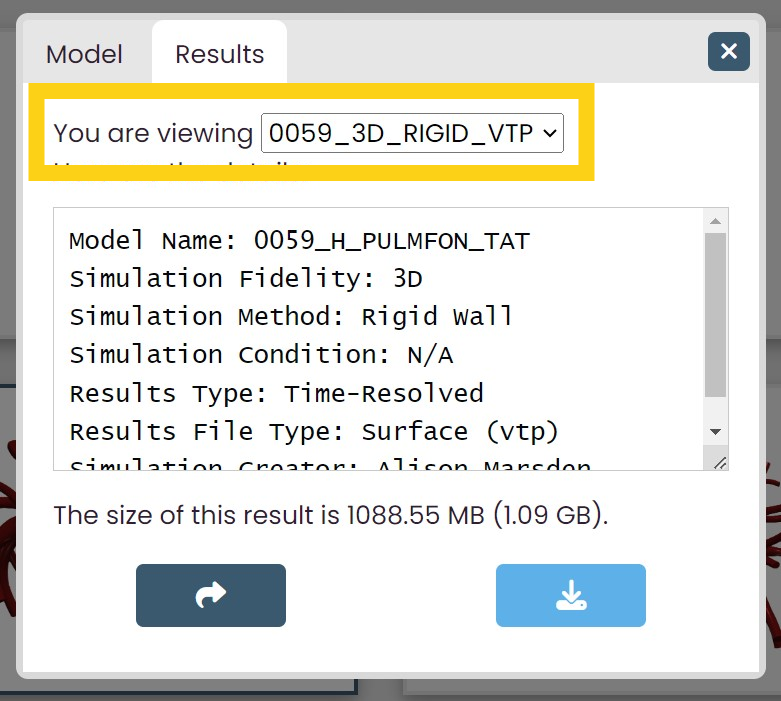 Model
Results
You are viewing 0059_3D_RIGID_VTP
Model Name: 0059_H_PULMFON_TAT
Simulation Fidelity: 3D
Simulation Method: Rigid Wall
Simulation Condition: N/A
Results Type: Time-Resolved
Results File Type: Surface (vtp)
Simulation Creator: Alison Marsden
The size of this result is 1088.55 MB (1.09 GB).